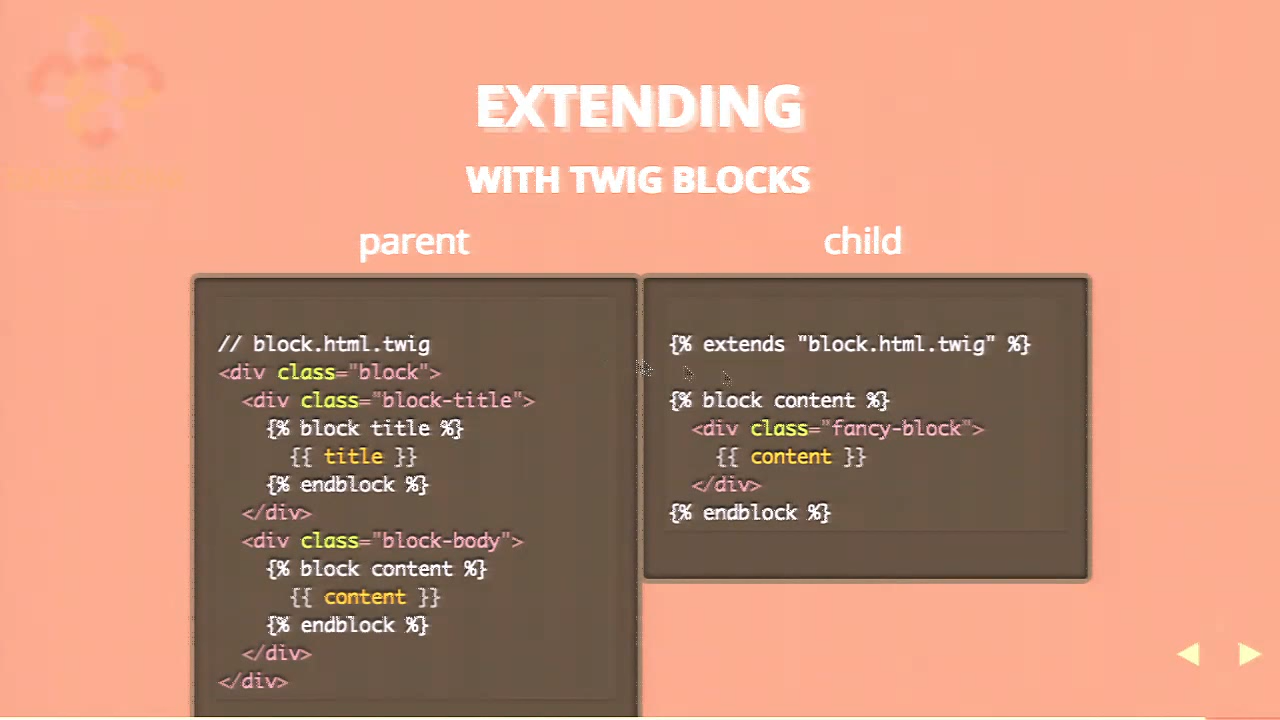 EXTENDING
WITH TWIG BLOCKS
parent
// block.html.twig
<div class="block">
  <div class="block-title">
    {% block title %}
      {{ title }}
    {% endblock %}
  </div>
  <div class="block-body">
    {% block content %}
      {{ content }}
    {% endblock %}
  </div>
</div>
child
{% extends "block.html.twig" %}
{% block content %}
  <div class="fancy-block">
    {{ content }}
  </div>
{% endblock %}